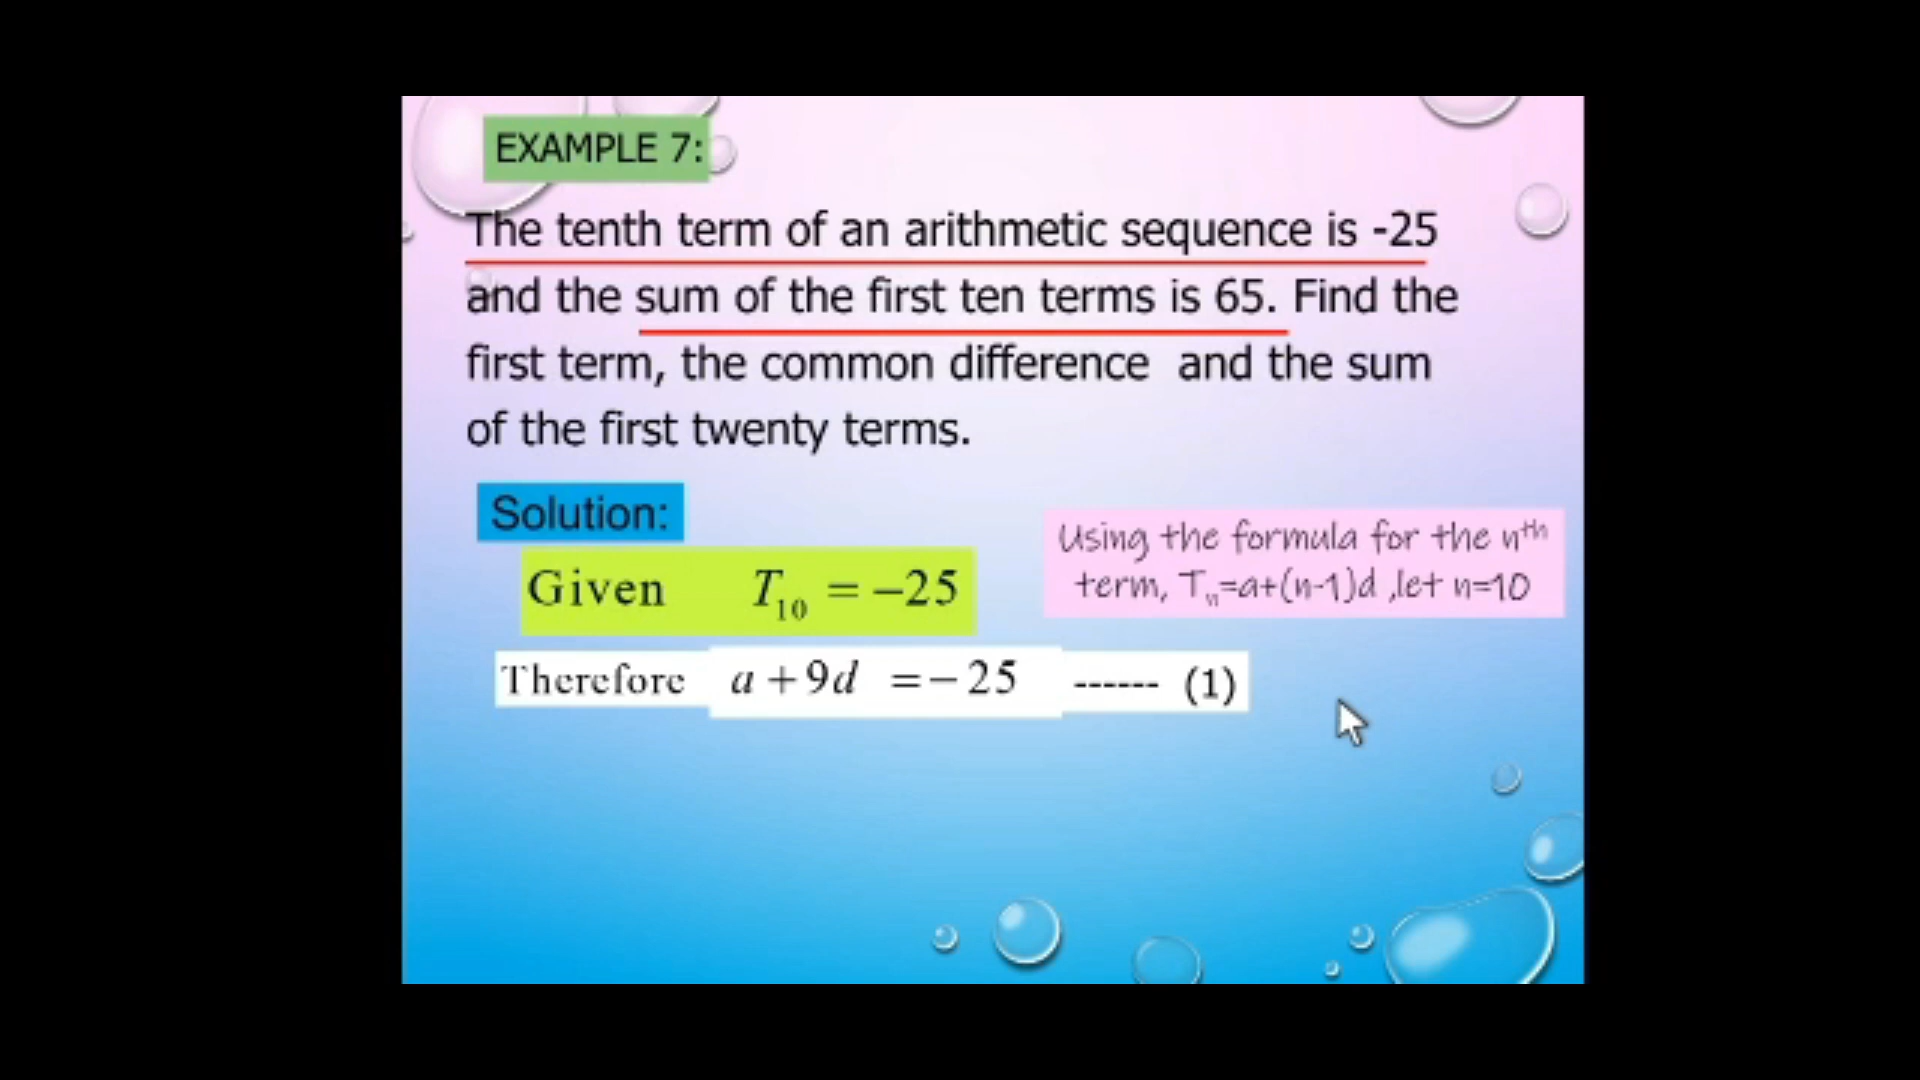 EXAMPLE 7:
The tenth term of an arithmetic sequence is -25
and the sum of the first ten terms is 65. Find the
first term, the common difference and the sum
of the first twenty terms.
Solution:
Given T₁₀ = −25
Using the formula for the nᵗʰ
term, Tₙ=a+(n-1)d ,let n=10
Therefore a + 9d = − 25 ------ (1)